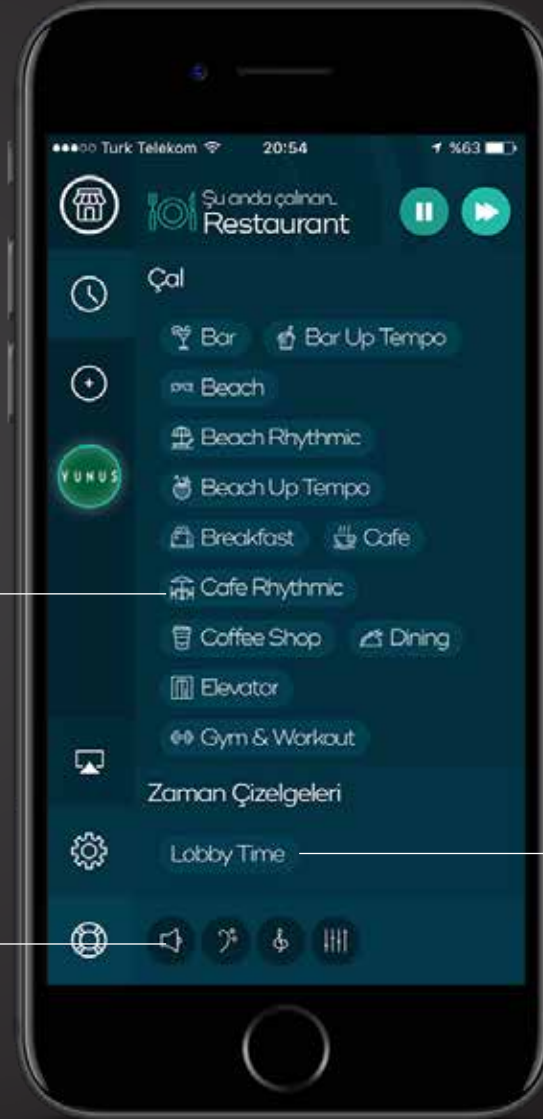 Turk Telekom 20:54 %63
Şu anda çalınan..
Restaurant
Çal
Bar Bar Up Tempo
Beach
Beach Rhythmic
YUNUS
Beach Up Tempo
Breakfast Cafe
Cafe Rhythmic
Coffee Shop Dining
Elevator
Gym & Workout
Zaman Çizelgeleri
Lobby Time